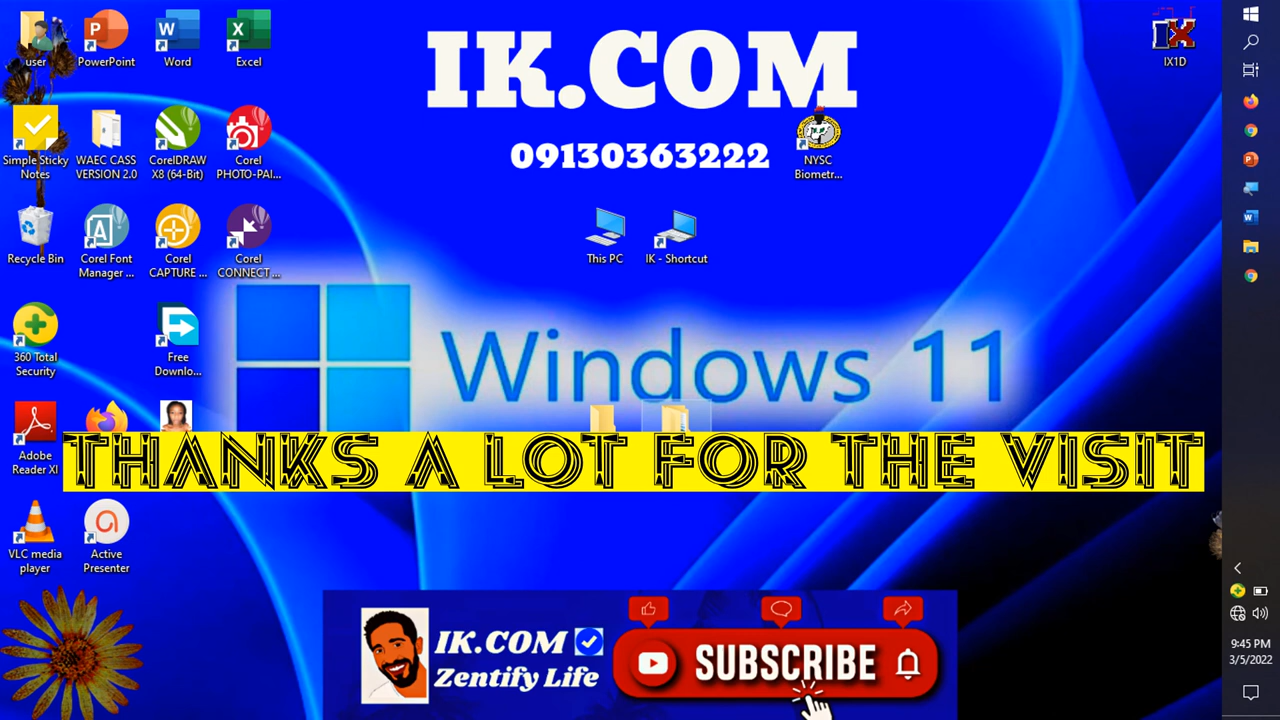 IK.COM
09130363222
user
PowerPoint
Word
Excel
IX1D
Simple Sticky
Notes
WAEC CASS
VERSION 2.0
CorelDRAW
X8 (64-Bit)
Corel
PHOTO-PAI...
NYSC
Biometr...
Recycle Bin
Corel Font
Manager ...
Corel
CAPTURE ...
Corel
CONNECT ...
This PC
IK - Shortcut
360 Total
Security
Free
Downlo...
Windows 11
Adobe
Reader XI
THANKS A LOT FOR THE VISIT
VLC media
player
Active
Presenter
IK.COM
Zentify Life
SUBSCRIBE
9:45 PM
3/5/2022